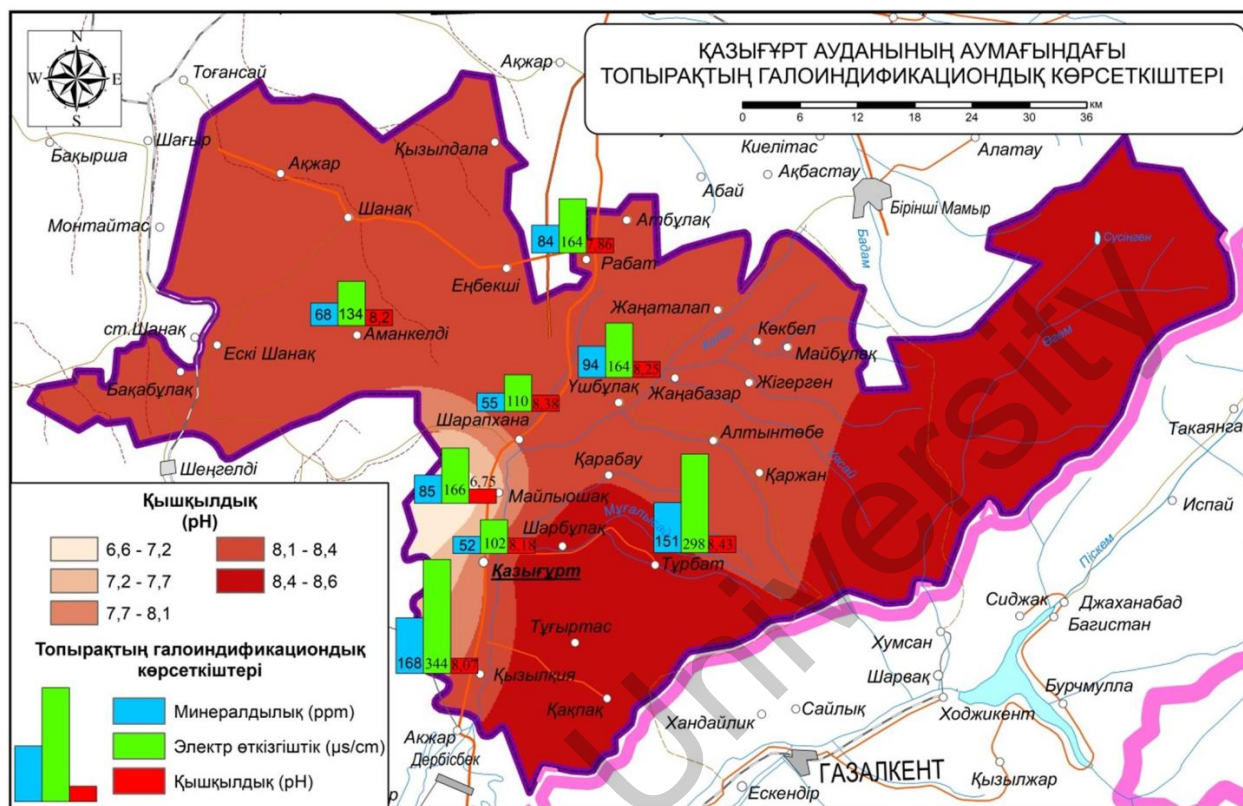 ҚАЗЫҒҰРТ АУДАНЫНЫҢ АУМАҒЫНДАҒЫ
ТОПЫРАҚТЫҢ ГАЛОИНДИФИКАЦИОНДЫҚ КӨРСЕТКІШТЕРІ
0 6 12 18 24 30 36 км
N
W E
S
Тоғансай
Ақжар
Шағыр
Бақырша
Қызылдала
Киелітас
Алатау
Ақжар
Абай
Ақбастау
Бірінші Мамыр
Шанақ
Монтайтас
Атбұлақ
84 164 7,86
Рабат
Бадам
Сусінген
Еңбекші
68 134 8,2
Аманкелді
ст.Шанақ
Ескі Шанақ
Жаңаталап
Көкбел
Майбұлақ
Өгам
94 164 8,25
Үшбұлақ
Жаңабазар
Жігерген
Бақабұлақ
55 110 8,38
Шарапхана
Алтынтөбе
Такаянга
Шеңгелді
Қарабау
Қаржан
85 166 6,75
Майлыошақ
Испай
Шарбұлақ
52 102 8,18
Қазығұрт
151 298 8,43
Тұрбат
Піскем
Сиджак
Джаханабад
Багистан
Тұғыртас
Хумсан
168 344 8,07
Қызылқия
Шарвақ
Бурчмулла
Қақпақ
Сайлық
Ходжикент
Хандайлик
Ақжар
Дербісбек
ГАЗАЛКЕНТ
Қызылжар
Ескендір
Қышқылдық
(pH)
6,6 - 7,2
7,2 - 7,7
7,7 - 8,1
8,1 - 8,4
8,4 - 8,6
Топырақтың галоиндификациондық
көрсеткіштері
Минералдылық (ppm)
Электр өткізгіштік (μs/cm)
Қышқылдық (pH)
University